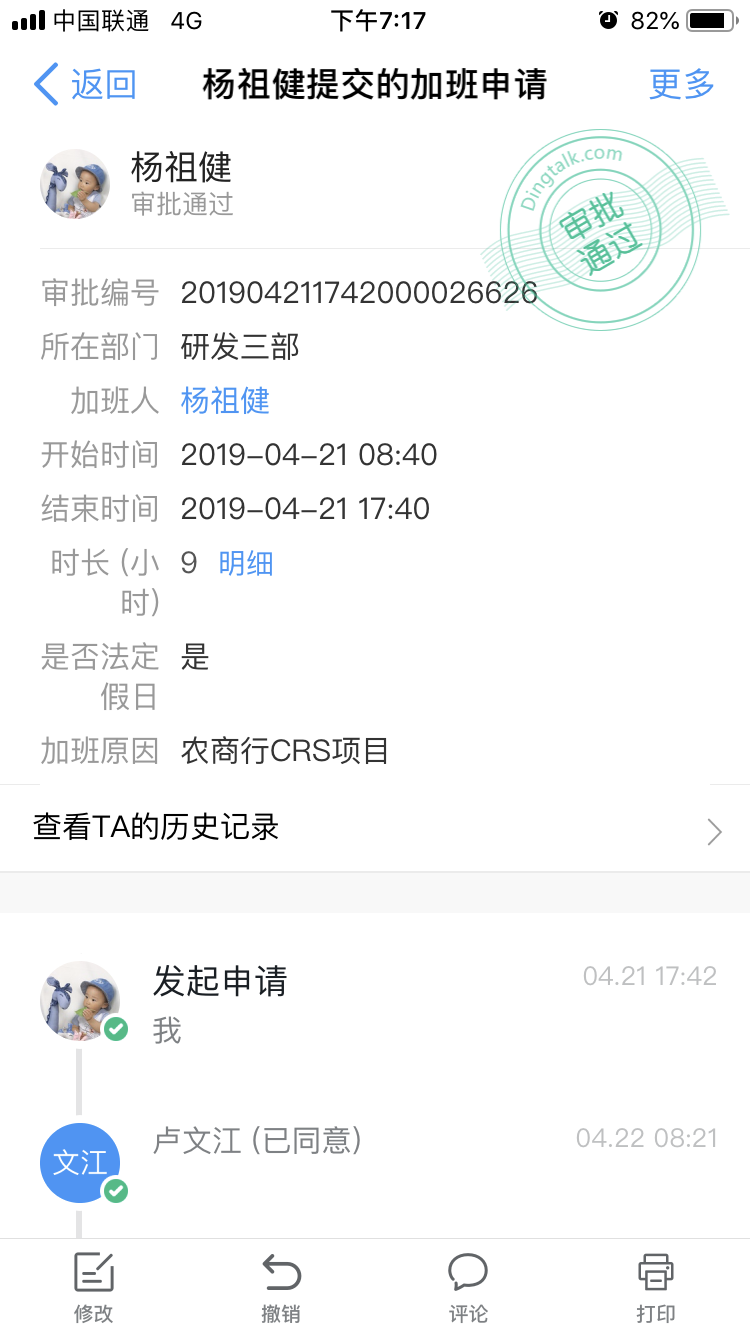 中国联通 4G 下午7:17 82%
返回 杨祖健提交的加班申请 更多
杨祖健
审批通过
Dingtalk.com
审批
通过
审批编号 201904211742000026626
所在部门 研发三部
加班人 杨祖健
开始时间 2019-04-21 08:40
结束时间 2019-04-21 17:40
时长 (小 9 明细
时)
是否法定 是
假日
加班原因 农商行CRS项目
查看TA的历史记录
发起申请 04.21 17:42
我
文江 卢文江 (已同意) 04.22 08:21
修改 撤销 评论 打印